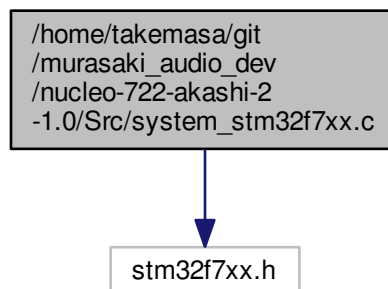 /home/takemasa/git
/murasaki_audio_dev
/nucleo-722-akashi-2
-1.0/Src/system_stm32f7xx.c
stm32f7xx.h